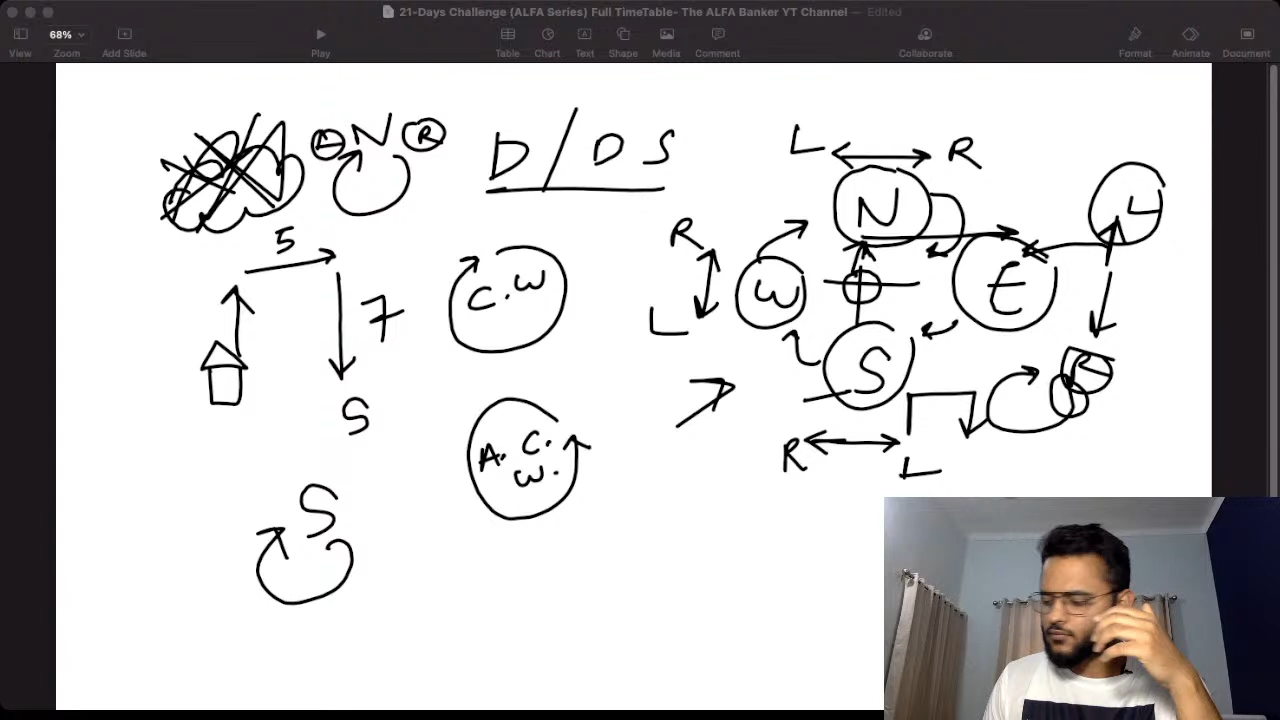 21-Days Challenge (ALFA Series) Full TimeTable- The ALFA Banker YT Channel — Edited
68%
View Zoom Add Slide Play Table Chart Text Shape Media Comment Collaborate Format Animate Document
N R
D / DS
L R
N
L
5
C.W
R
W
E
L
7
S
S
R
R L
A. C.
W.
S